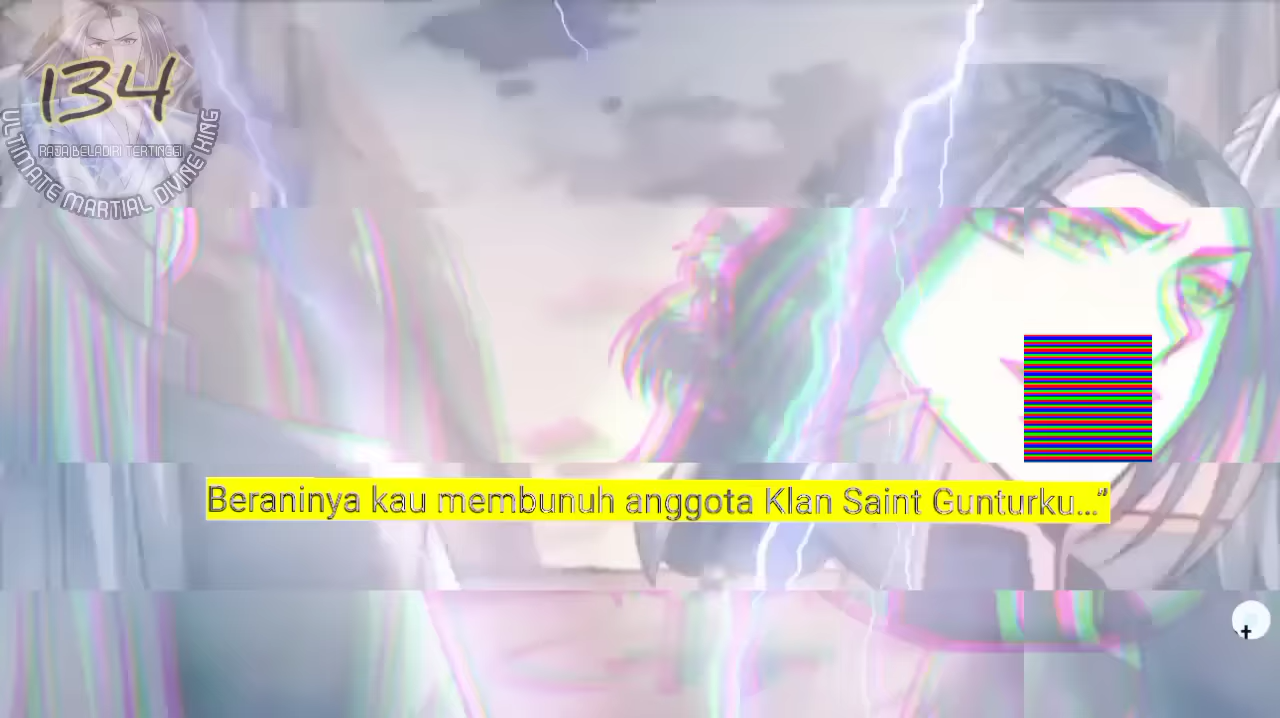 134
RAJA BELADIRI TERTINGGI
ULTIMATE MARTIAL DIVINE KING
Beraninya kau membunuh anggota Klan Saint Gunturku..."